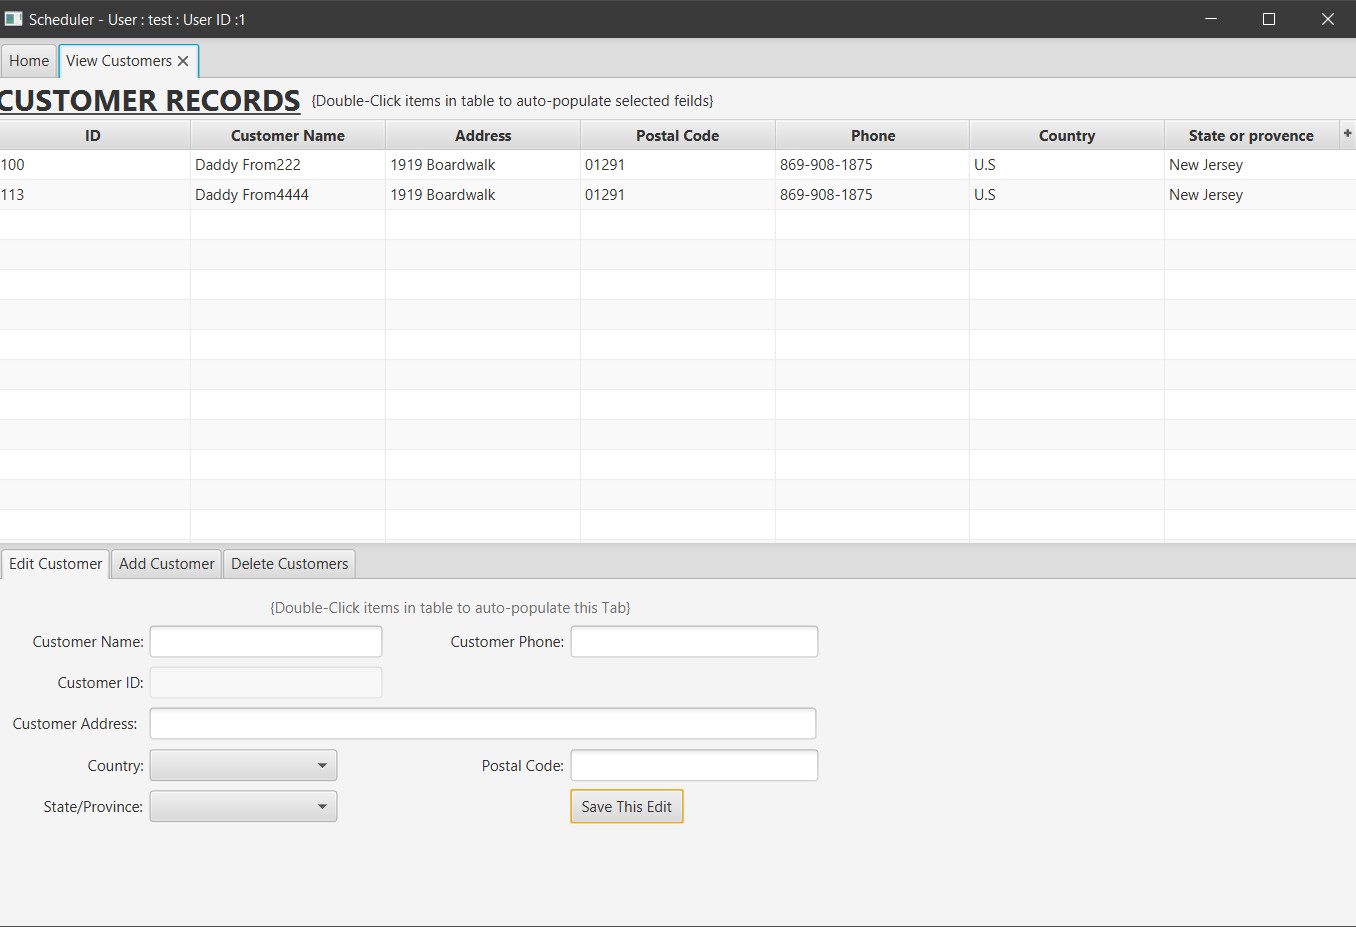 Scheduler - User : test : User ID :1
Home View Customers
CUSTOMER RECORDS {Double-Click items in table to auto-populate selected feilds}
ID Customer Name Address Postal Code Phone Country State or provence +
100 Daddy From222 1919 Boardwalk 01291 869-908-1875 U.S New Jersey
113 Daddy From4444 1919 Boardwalk 01291 869-908-1875 U.S New Jersey
Edit Customer Add Customer Delete Customers
{Double-Click items in table to auto-populate this Tab}
Customer Name: Customer Phone:
Customer ID:
Customer Address:
Country: Postal Code:
State/Province: Save This Edit